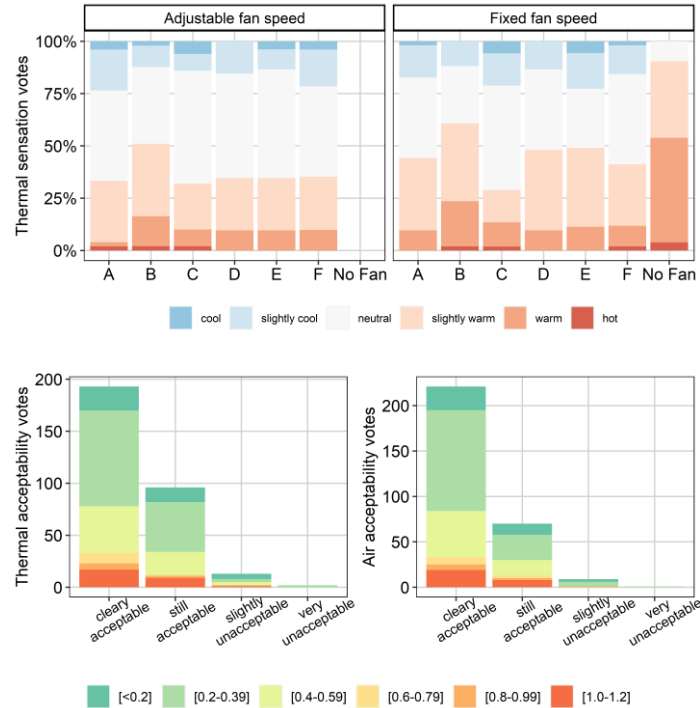 Adjustable fan speed
Fixed fan speed
Thermal sensation votes
100%
75%
50%
25%
0%
A
B
C
D
E
F
No Fan
A
B
C
D
E
F
No Fan
cool
slightly cool
neutral
slightly warm
warm
hot
Thermal acceptability votes
200
150
100
50
0
cleary
acceptable
still
acceptable
slightly
unacceptable
very
unacceptable
Air acceptability votes
200
150
100
50
0
cleary
acceptable
still
acceptable
slightly
unacceptable
very
unacceptable
[<0.2]
[0.2-0.39]
[0.4-0.59]
[0.6-0.79]
[0.8-0.99]
[1.0-1.2]